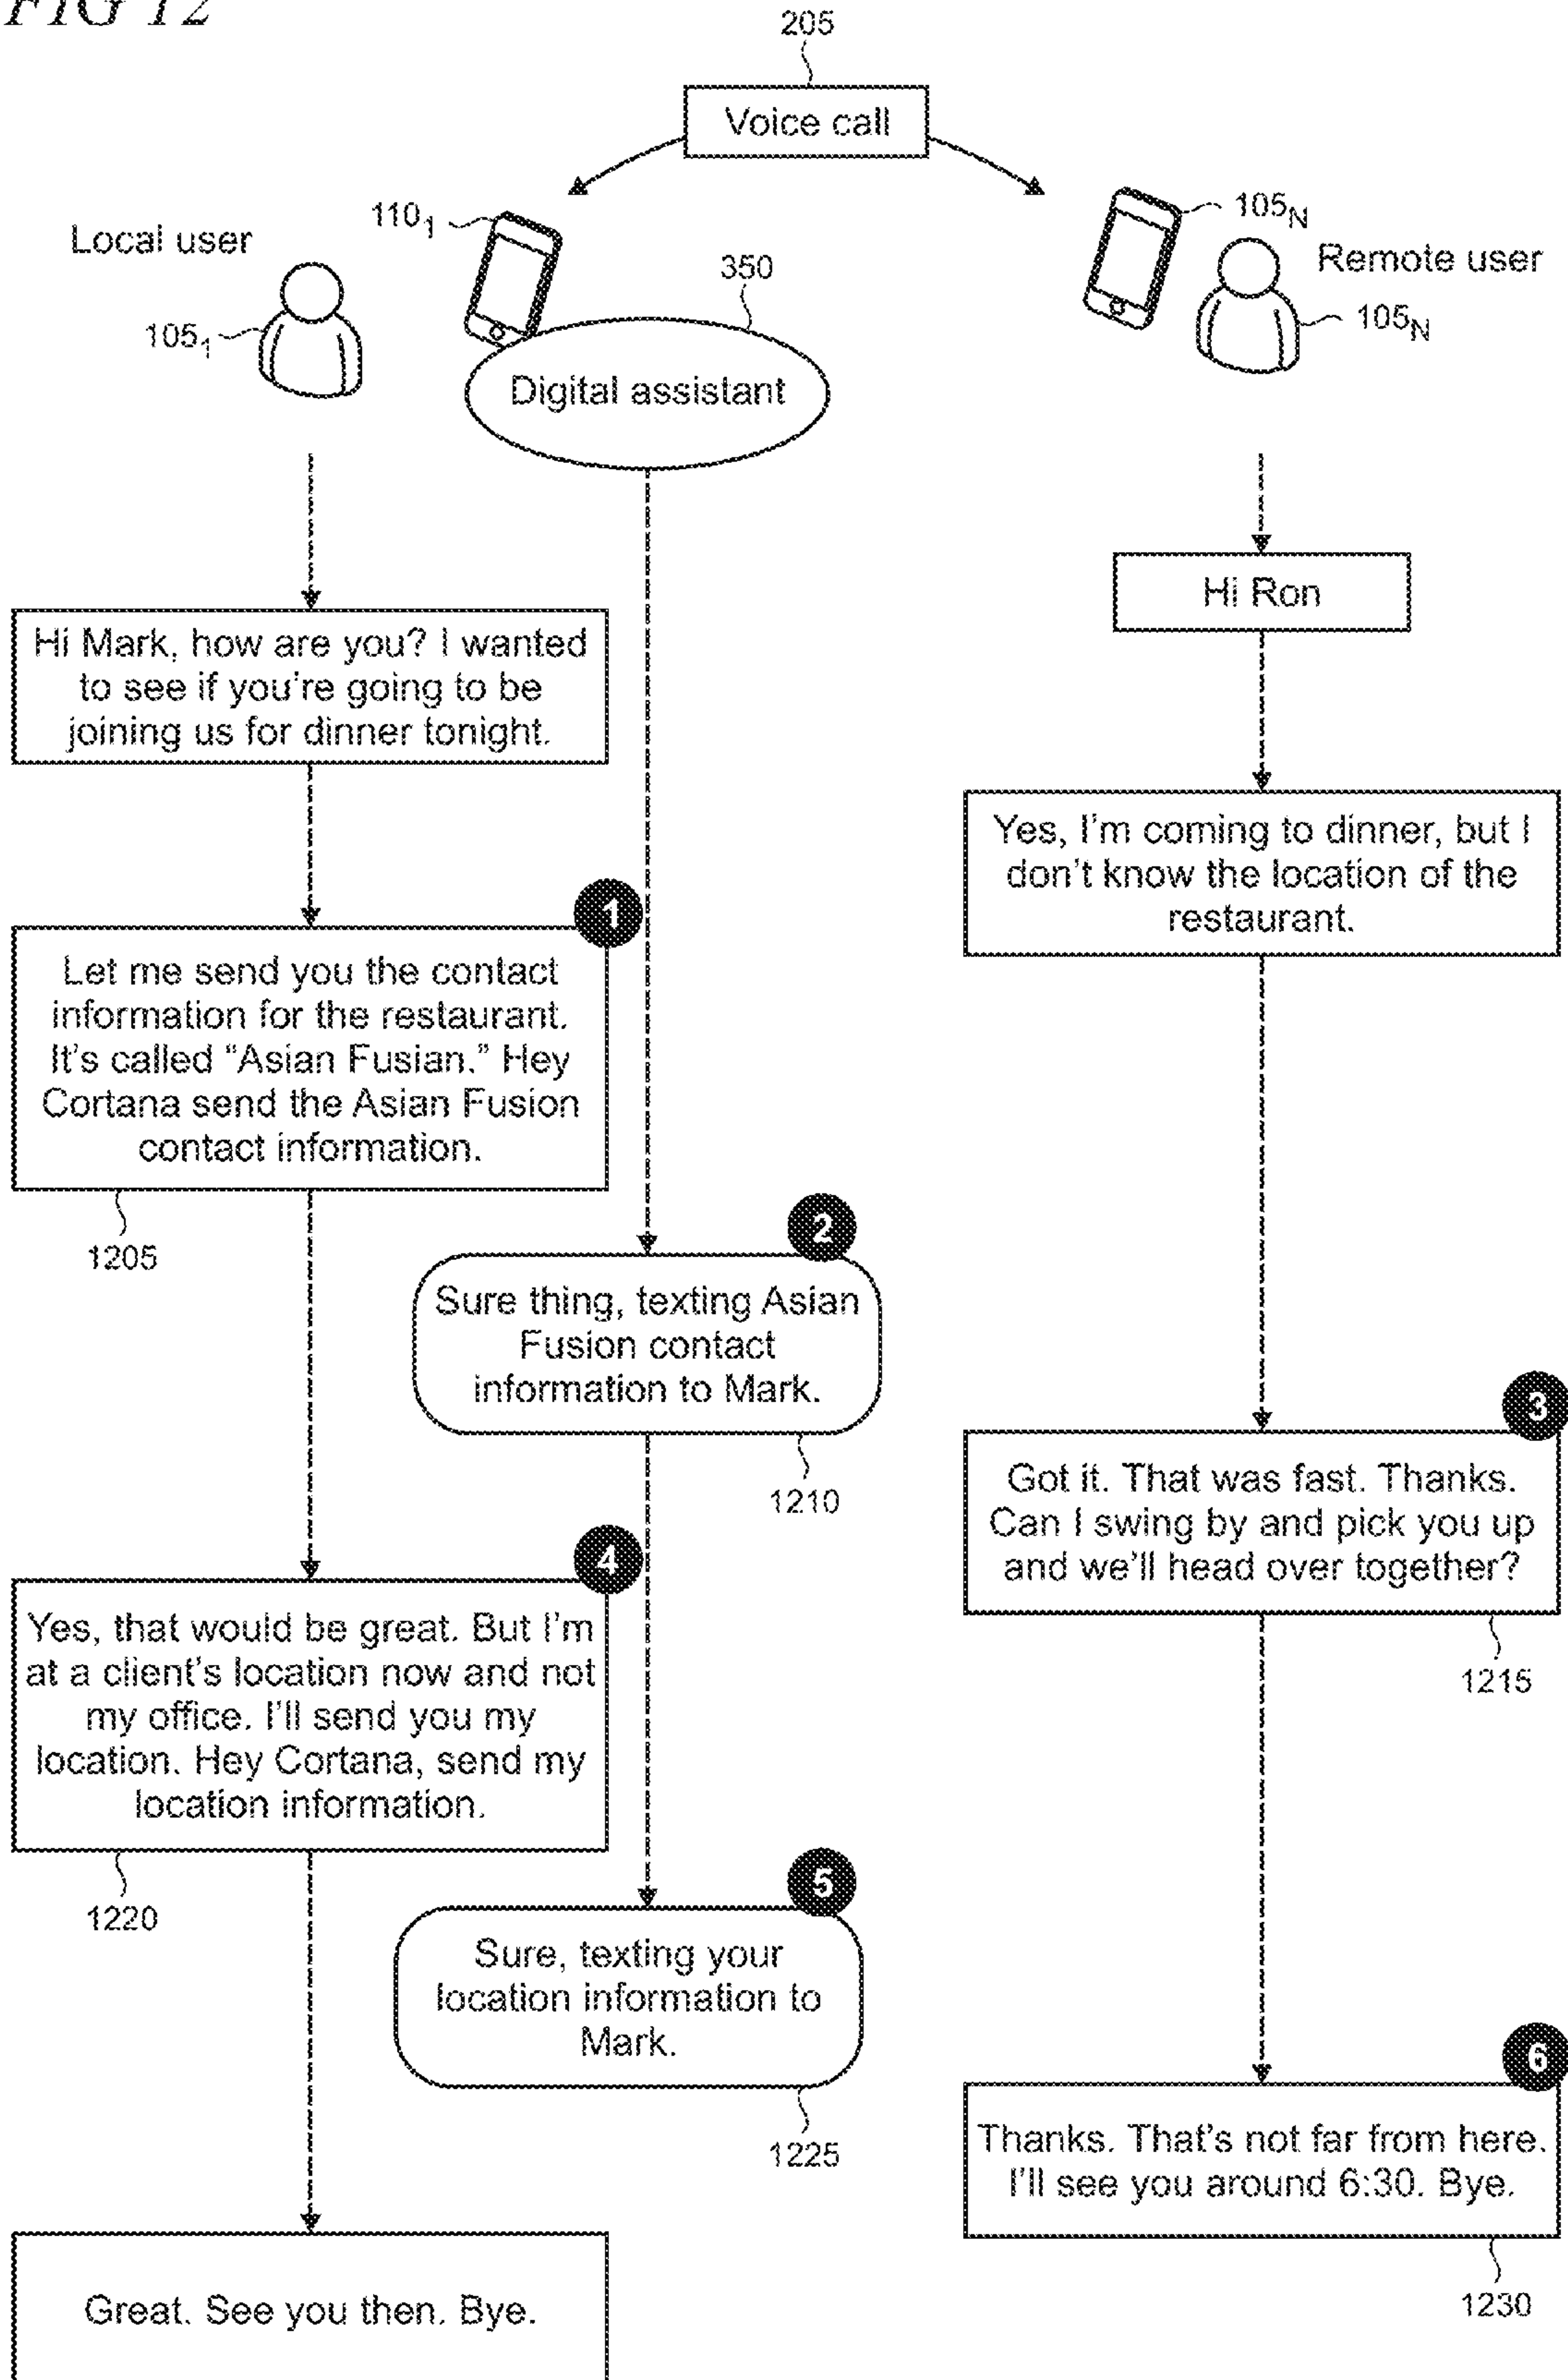 FIG 12
205
Voice call
110₁
105N
Local user
350
Remote user
105₁
105N
Digital assistant
Hi Ron
Hi Mark, how are you? I wanted
to see if you're going to be
joining us for dinner tonight.
Yes, I'm coming to dinner, but I
don't know the location of the
restaurant.
1
Let me send you the contact
information for the restaurant.
It's called “Asian Fusian.” Hey
Cortana send the Asian Fusion
contact information.
1205
2
Sure thing, texting Asian
Fusion contact
information to Mark.
1210
3
Got it. That was fast. Thanks.
Can I swing by and pick you up
and we'll head over together?
1215
4
Yes, that would be great. But I'm
at a client's location now and not
my office. I'll send you my
location. Hey Cortana, send my
location information.
1220
5
Sure, texting your
location information to
Mark.
1225
6
Thanks. That's not far from here.
I'll see you around 6:30. Bye.
1230
Great. See you then. Bye.